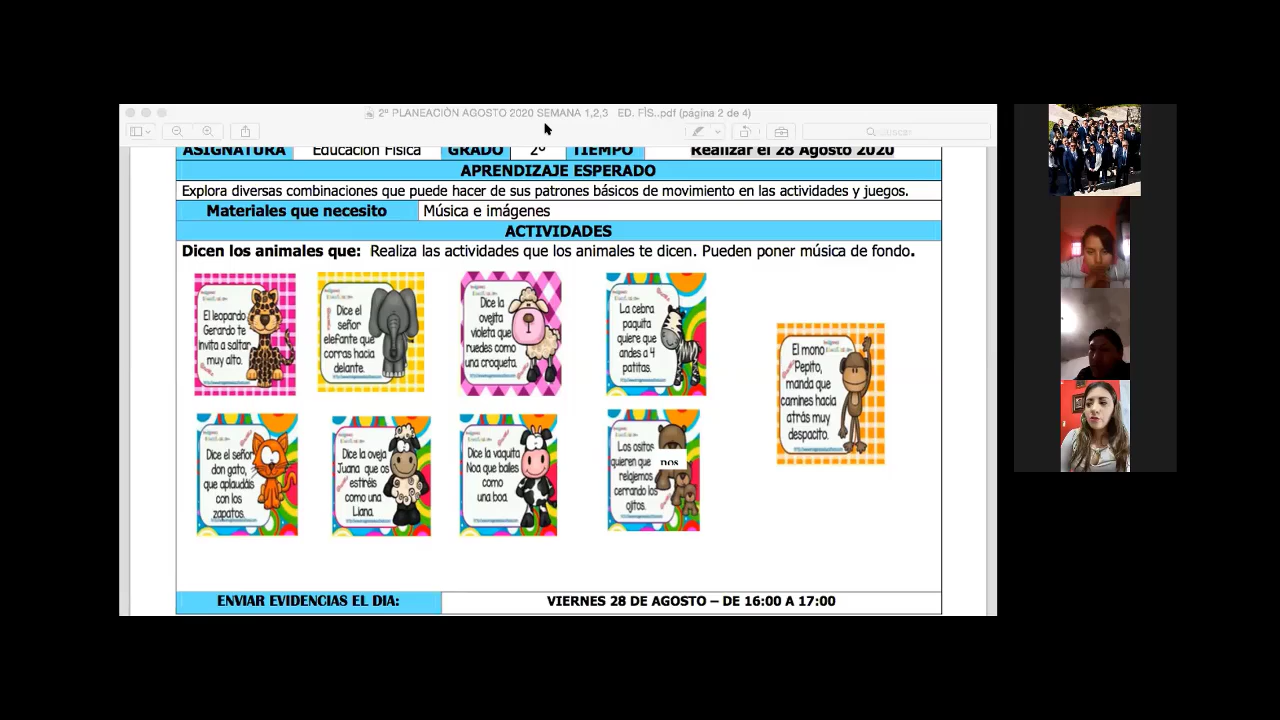 2º PLANEACIÓN AGOSTO 2020 SEMANA 1,2,3 ED. FÍS..pdf (página 2 de 4)
Buscar
ASIGNATURA Educación Física GRADO 2º TIEMPO Realizar el 28 Agosto 2020
APRENDIZAJE ESPERADO
Explora diversas combinaciones que puede hacer de sus patrones básicos de movimiento en las actividades y juegos.
Materiales que necesito Música e imágenes
ACTIVIDADES
Dicen los animales que: Realiza las actividades que los animales te dicen. Pueden poner música de fondo.
El leopardo
Gerardo te
invita a saltar
muy alto.
Dice el
señor
elefante que
corras hacia
delante.
Dice la
ovejita
violeta que
ruedes como
una croqueta.
La cebra
paquita
quiere que
andes a 4
patitas.
El mono
Pepito,
manda que
camines hacia
atrás muy
despacito.
Dice el señor
don gato,
que aplaudáis
con los
zapatos.
Dice la oveja
Juana que os
estiréis
como una
Liana.
Dice la vaquita
Noa que bailes
como
una boa.
Los ositos
quieren que nos
relajemos
cerrando los
ojitos.
ENVIAR EVIDENCIAS EL DIA: VIERNES 28 DE AGOSTO – DE 16:00 A 17:00